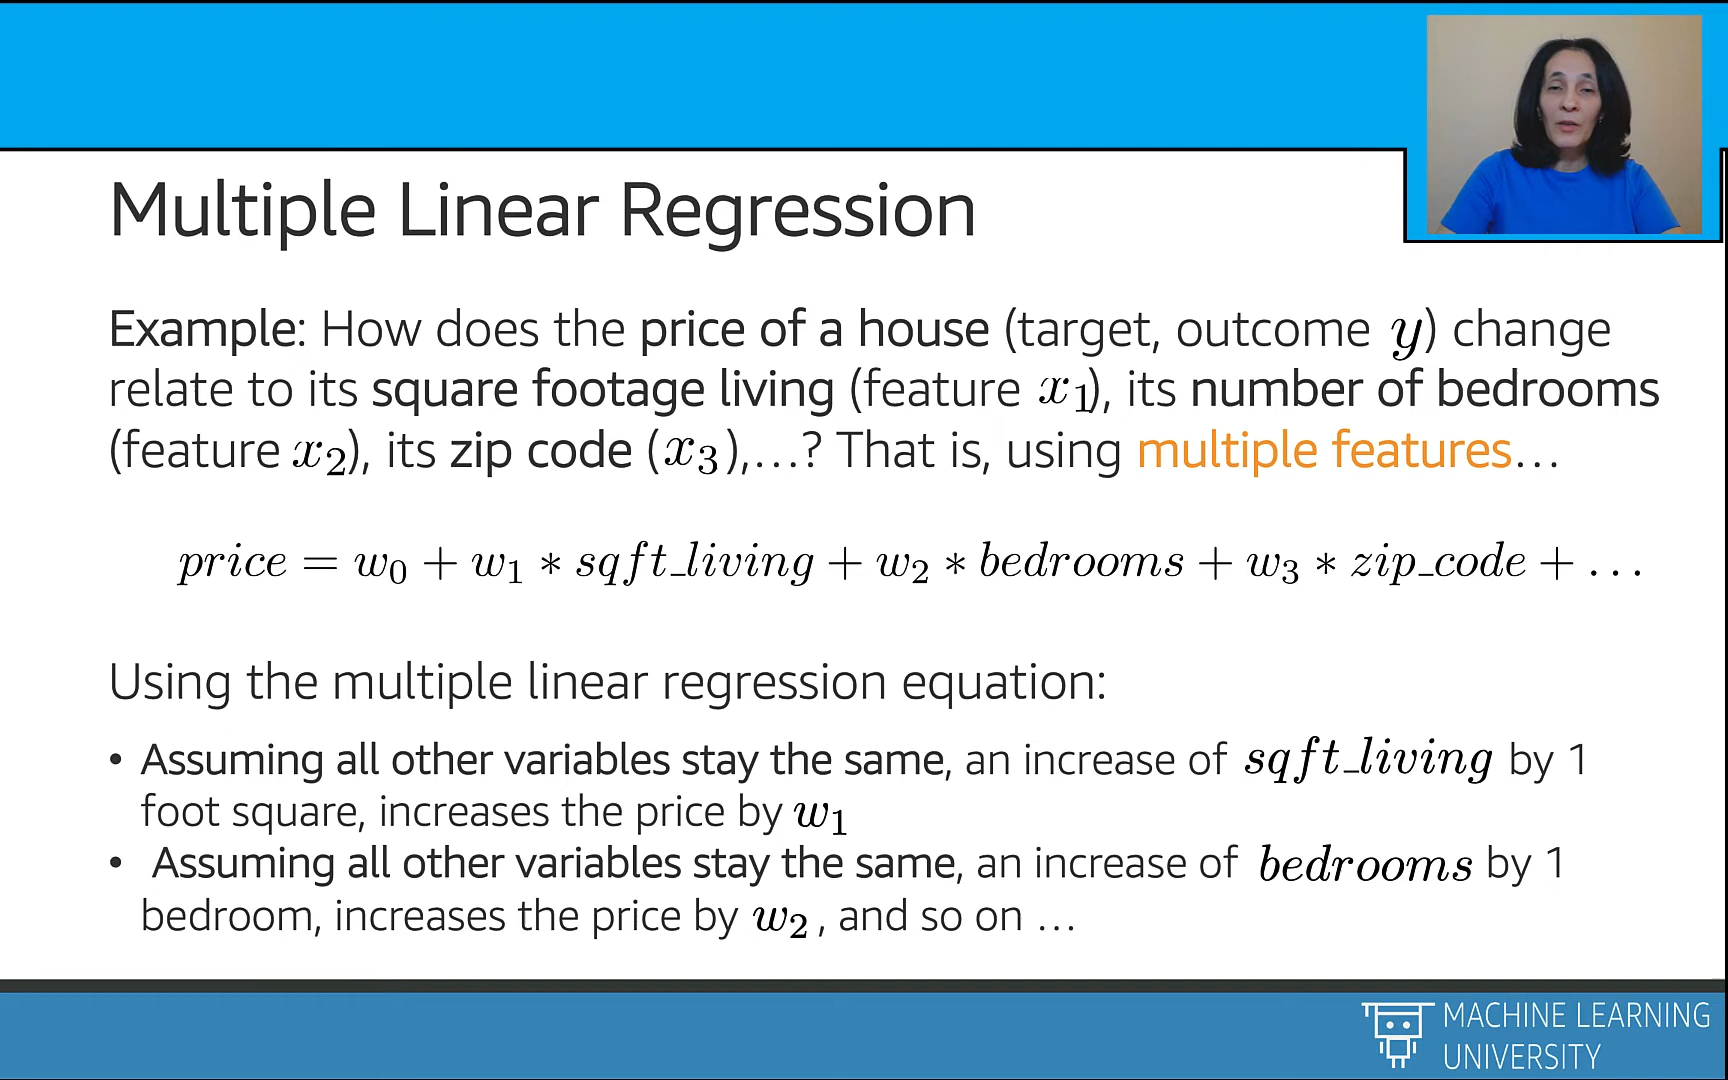 Multiple Linear Regression
Example: How does the price of a house (target, outcome y) change
relate to its square footage living (feature x₁), its number of bedrooms
(feature x₂), its zip code (x₃),...? That is, using multiple features...
price = w₀ + w₁ * sqft_living + w₂ * bedrooms + w₃ * zip_code + ...
Using the multiple linear regression equation:
• Assuming all other variables stay the same, an increase of sqft_living by 1
foot square, increases the price by w₁
• Assuming all other variables stay the same, an increase of bedrooms by 1
bedroom, increases the price by w₂, and so on ...
MACHINE LEARNING
UNIVERSITY